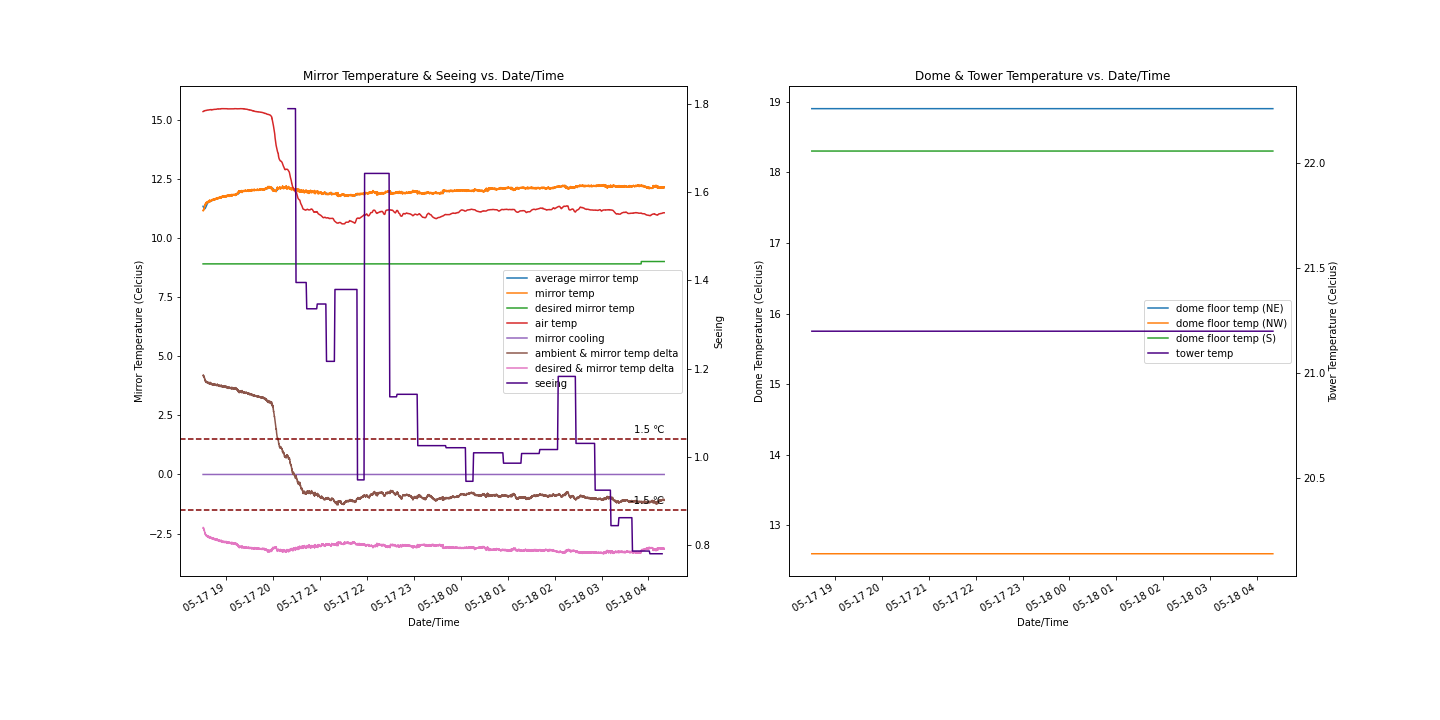 Mirror Temperature & Seeing vs. Date/Time
Mirror Temperature (Celcius)
15.0
12.5
10.0
7.5
5.0
2.5
0.0
−2.5
1.8
1.6
1.4
1.2
1.0
0.8
Seeing
average mirror temp
mirror temp
desired mirror temp
air temp
mirror cooling
ambient & mirror temp delta
desired & mirror temp delta
seeing
1.5 °C
-1.5 °C
05-17 19
05-17 20
05-17 21
05-17 22
05-17 23
05-18 00
05-18 01
05-18 02
05-18 03
05-18 04
Date/Time
Dome & Tower Temperature vs. Date/Time
Dome Temperature (Celcius)
19
18
17
16
15
14
13
22.0
21.5
21.0
20.5
Tower Temperature (Celcius)
dome floor temp (NE)
dome floor temp (NW)
dome floor temp (S)
tower temp
05-17 19
05-17 20
05-17 21
05-17 22
05-17 23
05-18 00
05-18 01
05-18 02
05-18 03
05-18 04
Date/Time